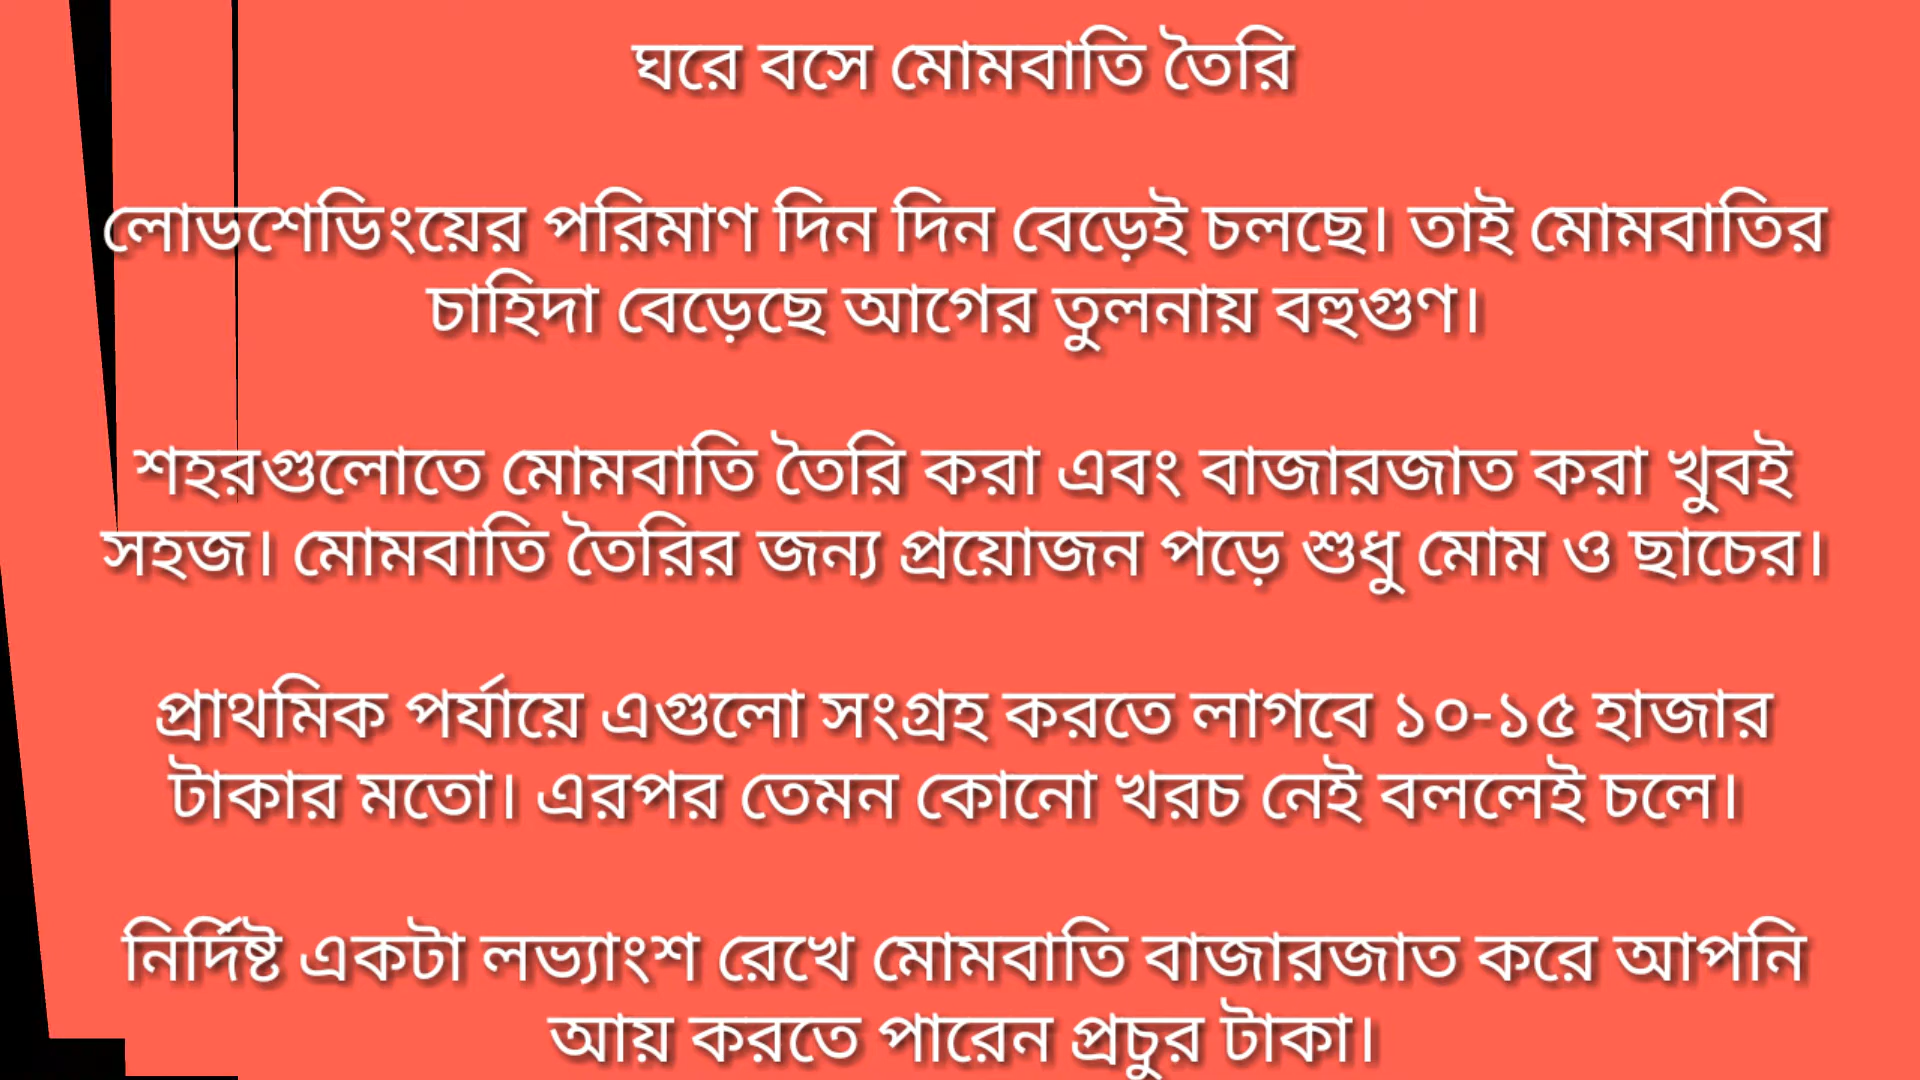 ঘরে বসে মোমবাতি তৈরি
লোডশেডিংয়ের পরিমাণ দিন দিন বেড়েই চলছে। তাই মোমবাতির
চাহিদা বেড়েছে আগের তুলনায় বহুগুণ।
শহরগুলোতে মোমবাতি তৈরি করা এবং বাজারজাত করা খুবই
সহজ। মোমবাতি তৈরির জন্য প্রয়োজন পড়ে শুধু মোম ও ছাচের।
প্রাথমিক পর্যায়ে এগুলো সংগ্রহ করতে লাগবে ১০-১৫ হাজার
টাকার মতো। এরপর তেমন কোনো খরচ নেই বললেই চলে।
নির্দিষ্ট একটা লভ্যাংশ রেখে মোমবাতি বাজারজাত করে আপনি
আয় করতে পারেন প্রচুর টাকা।